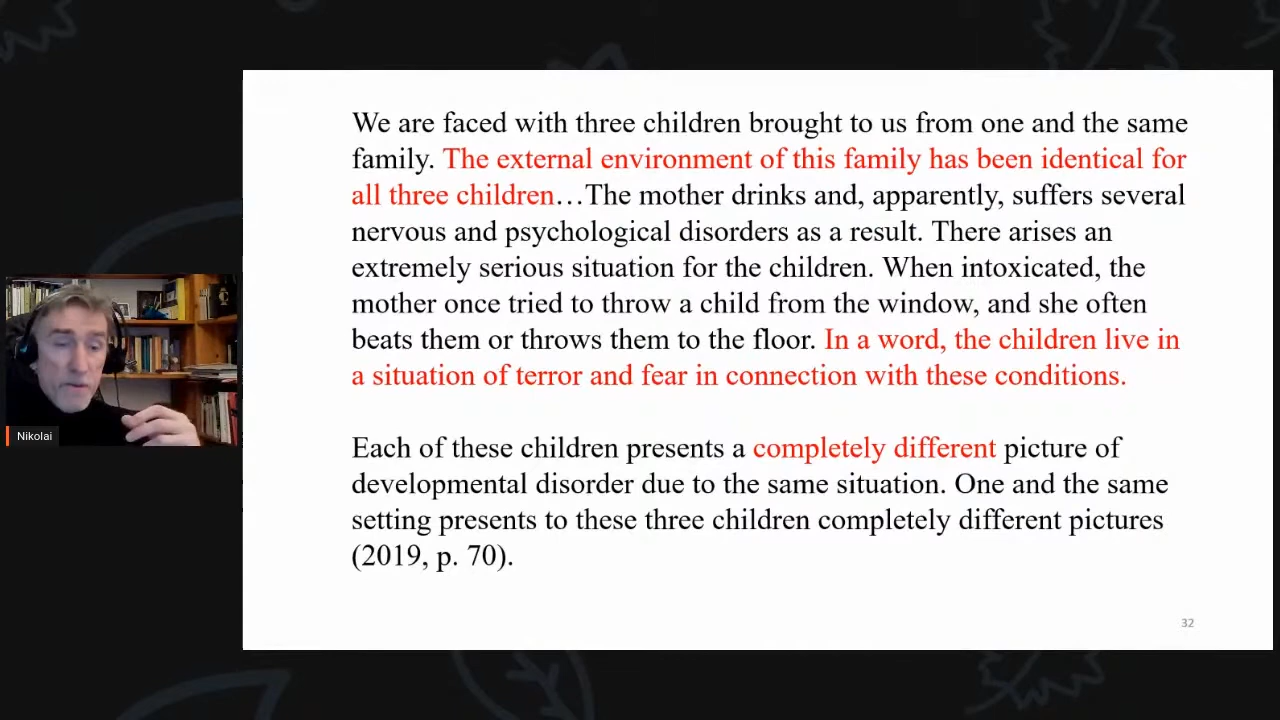 We are faced with three children brought to us from one and the same
family. The external environment of this family has been identical for
all three children…The mother drinks and, apparently, suffers several
nervous and psychological disorders as a result. There arises an
extremely serious situation for the children. When intoxicated, the
mother once tried to throw a child from the window, and she often
beats them or throws them to the floor. In a word, the children live in
a situation of terror and fear in connection with these conditions.
Each of these children presents a completely different picture of
developmental disorder due to the same situation. One and the same
setting presents to these three children completely different pictures
(2019, p. 70).
32
Nikolai